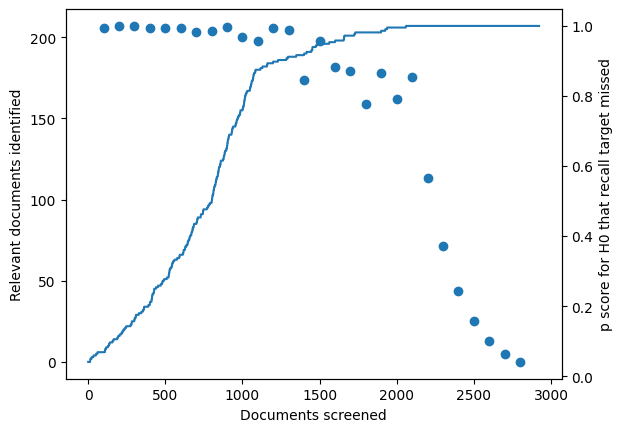 Relevant documents identified
200
150
100
50
0
1.0
0.8
0.6
0.4
0.2
0.0
p score for H0 that recall target missed
0 500 1000 1500 2000 2500 3000
Documents screened